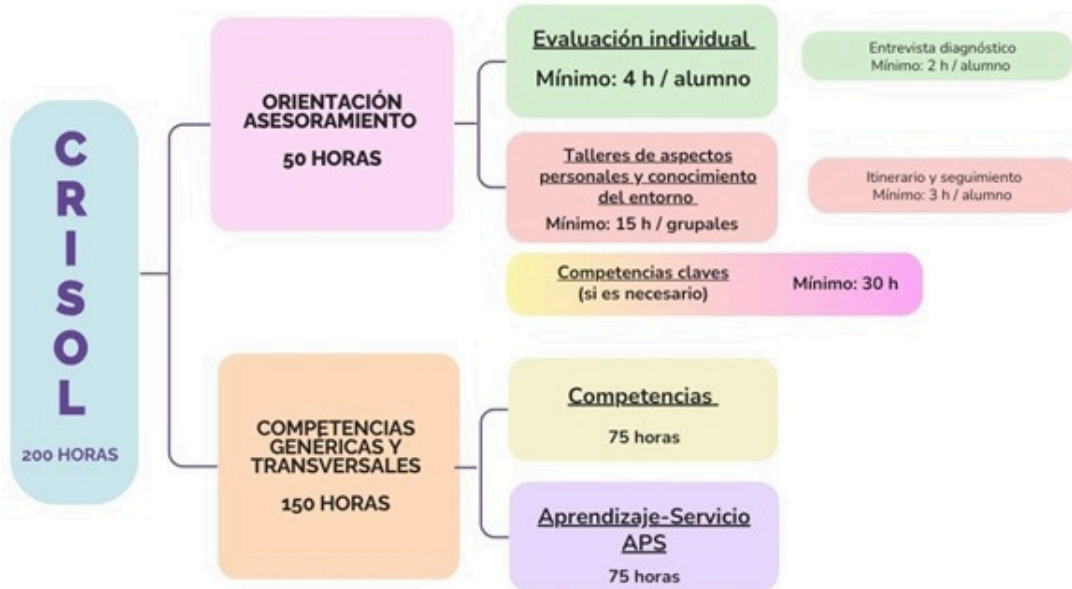 CRISOL
200 HORAS
ORIENTACIÓN
ASESORAMIENTO
50 HORAS
Evaluación individual
Mínimo: 4 h / alumno
Entrevista diagnóstico
Mínimo: 2 h / alumno
Talleres de aspectos
personales y conocimiento
del entorno
Mínimo: 15 h / grupales
Itinerario y seguimiento
Mínimo: 3 h / alumno
Competencias claves
(si es necesario)
Mínimo: 30 h
COMPETENCIAS
GENÉRICAS Y
TRANSVERSALES
150 HORAS
Competencias
75 horas
Aprendizaje-Servicio
APS
75 horas